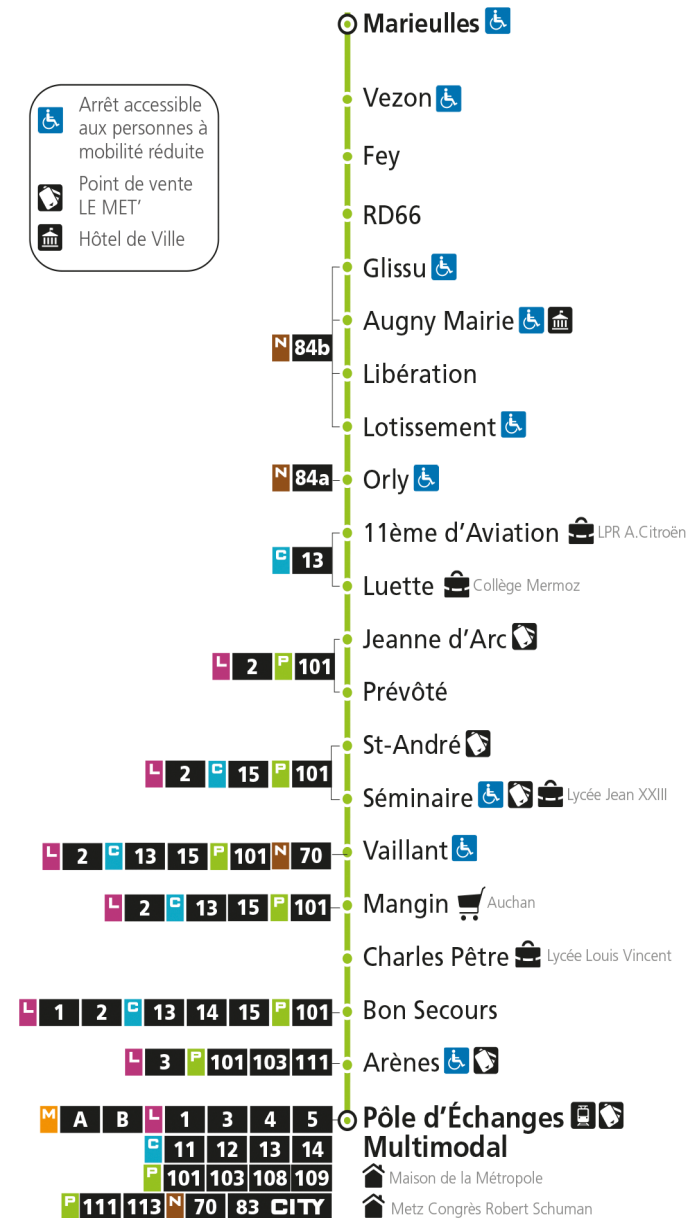 Marieulles
Arrêt accessible
aux personnes à
mobilité réduite
Point de vente
LE MET'
Hôtel de Ville
Vezon
Fey
RD66
Glissu
Augny Mairie
N 84b
Libération
Lotissement
N 84a
Orly
11ème d'Aviation LPR A.Citroën
C 13
Luette Collège Mermoz
Jeanne d'Arc
L 2 P 101
Prévôté
St-André
L 2 C 15 P 101
Séminaire Lycée Jean XXIII
L 2 C 13 15 P 101 N 70 Vaillant
L 2 C 13 15 P 101 Mangin Auchan
Charles Pêtre Lycée Louis Vincent
L 1 2 C 13 14 15 P 101 Bon Secours
L 3 P 101 103 111 Arènes
M A B L 1 3 4 5 Pôle d'Échanges
C 11 12 13 14 Multimodal
P 101 103 108 109 Maison de la Métropole
P 111 113 N 70 83 CITY Metz Congrès Robert Schuman